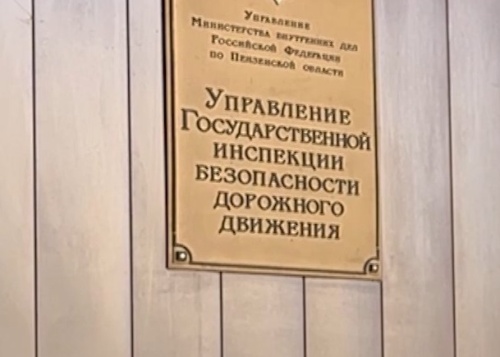 Управление
Министерства внутренних дел
Российской Федерации
по Пензенской области
Управление
Государственной
инспекции
безопасности
дорожного
движения